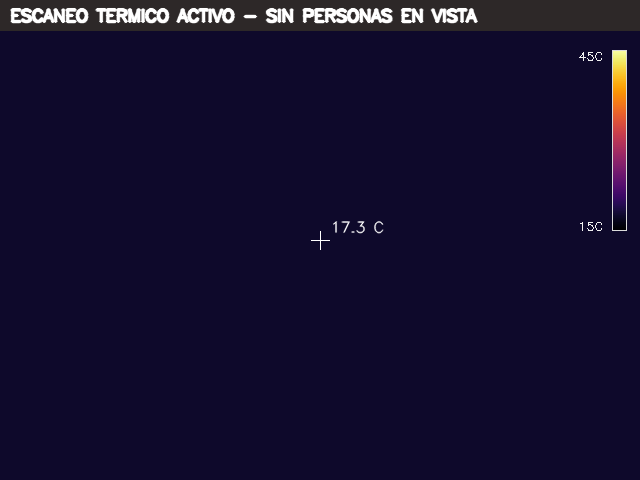 ESCANEO TERMICO ACTIVO - SIN PERSONAS EN VISTA
45C
17.3 C
15C